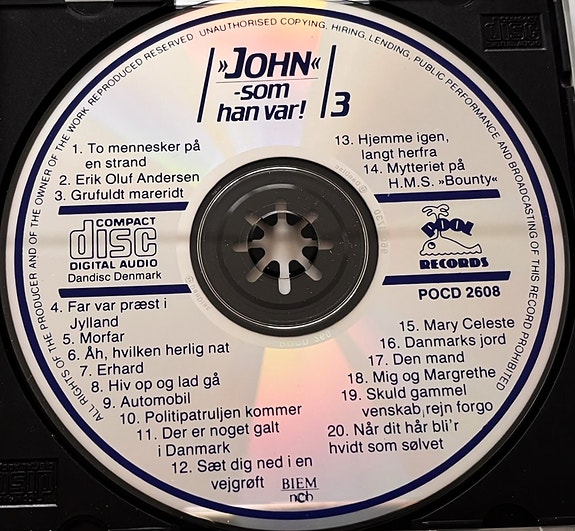 ALL RIGHTS OF THE PRODUCER AND OF THE OWNER OF THE WORK REPRODUCED RESERVED UNAUTHORISED COPYING, HIRING, LENDING, PUBLIC PERFORMANCE AND BROADCASTING OF THIS RECORD PROHIBITED
»JOHN«
-som
han var!
3
1. To mennesker på
en strand
2. Erik Oluf Andersen
3. Grufuldt mareridt
13. Hjemme igen,
langt herfra
14. Mytteriet på
H.M.S. »Bounty«
COMPACT
disc
DIGITAL AUDIO
Dandisc Denmark
POOL
RECORDS
POCD 2608
4. Far var præst i
Jylland
5. Morfar
6. Åh, hvilken herlig nat
7. Erhard
8. Hiv op og lad gå
9. Automobil
10. Politipatruljen kommer
11. Der er noget galt
i Danmark
12. Sæt dig ned i en
vejgrøft
15. Mary Celeste
16. Danmarks jord
17. Den mand
18. Mig og Margrethe
19. Skuld gammel
venskab rejn forgo
20. Når dit hår bli'r
hvidt som sølvet
BIEM
ncb